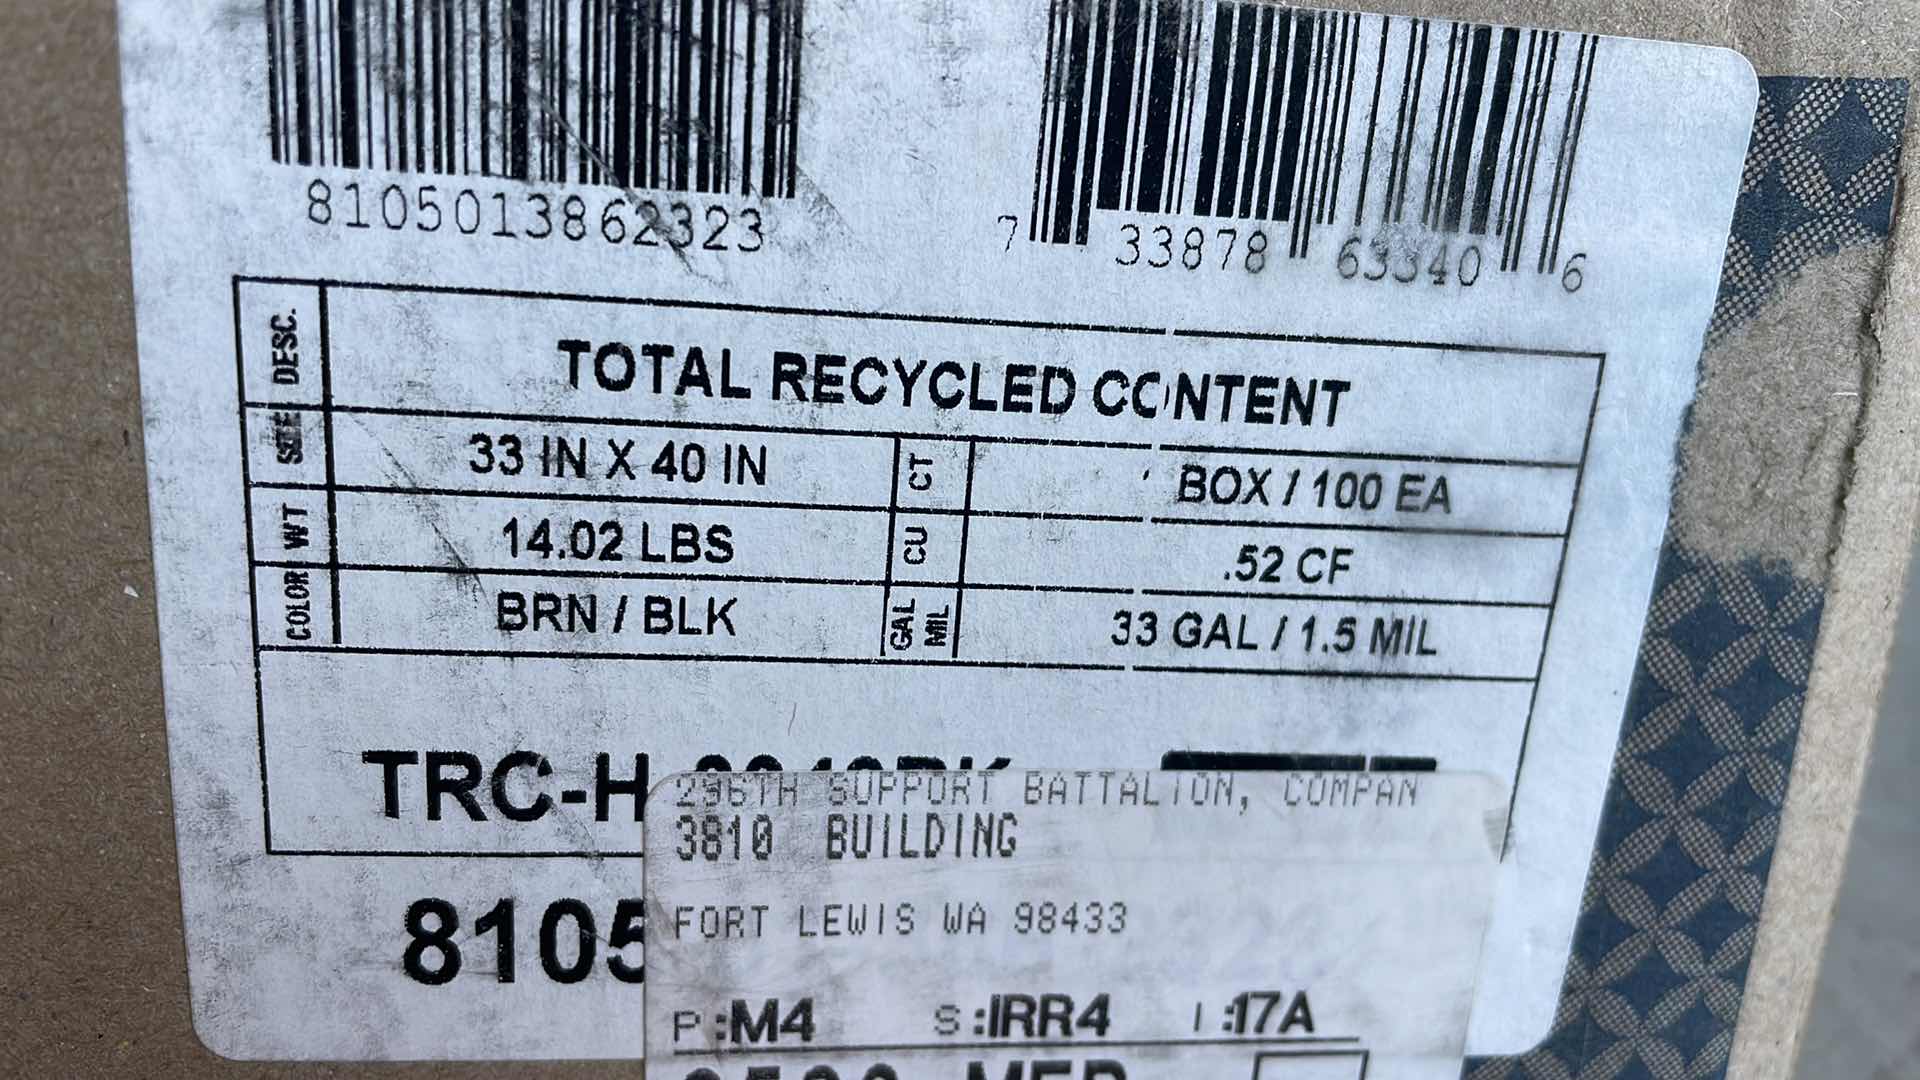 8105013862323
7 33878 63340 6
DESC. TOTAL RECYCLED CONTENT
SIZE 33 IN X 40 IN CT BOX / 100 EA
WT 14.02 LBS CU .52 CF
COLOR BRN / BLK GAL MIL 33 GAL / 1.5 MIL
TRC-H
296TH SUPPORT BATTALION, COMPAN
3810 BUILDING
8105
FORT LEWIS WA 98433
P:M4 S:IRR4 I:17A